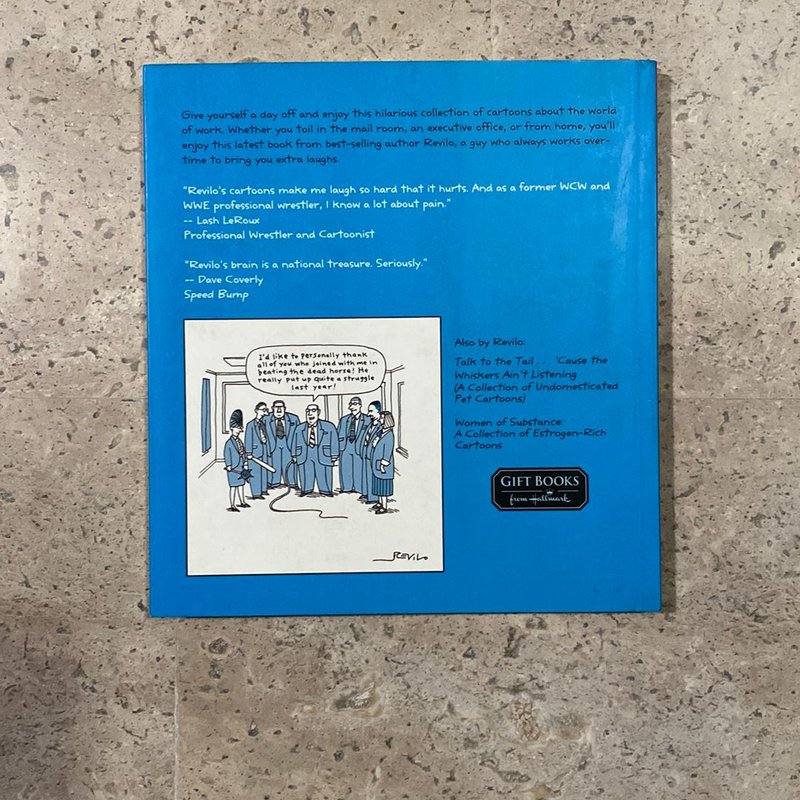 Give yourself a day off and enjoy this hilarious collection of cartoons about the world
of work. Whether you toil in the mail room, an executive office, or from home, you'll
enjoy this latest book from best-selling author Revilo, a guy who always works over-
time to bring you extra laughs.
"Revilo's cartoons make me laugh so hard that it hurts. And as a former WCW and
WWE professional wrestler, I know a lot about pain."
-- Lash LeRoux
Professional Wrestler and Cartoonist
"Revilo's brain is a national treasure. Seriously."
-- Dave Coverly
Speed Bump
I'd like to personally thank
all of you who joined with me in
beating the dead horse! He
really put up quite a struggle
last year!
REVILO
Also by Revilo:
Talk to the Tail . . . 'Cause the
Whiskers Ain't Listening
(A Collection of Undomesticated
Pet Cartoons)
Women of Substance:
A Collection of Estrogen-Rich
Cartoons
GIFT BOOKS
from Hallmark